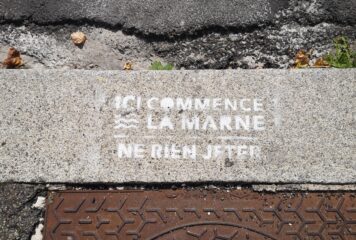 ICI COMMENCE
LA MARNE
NE RIEN JETER